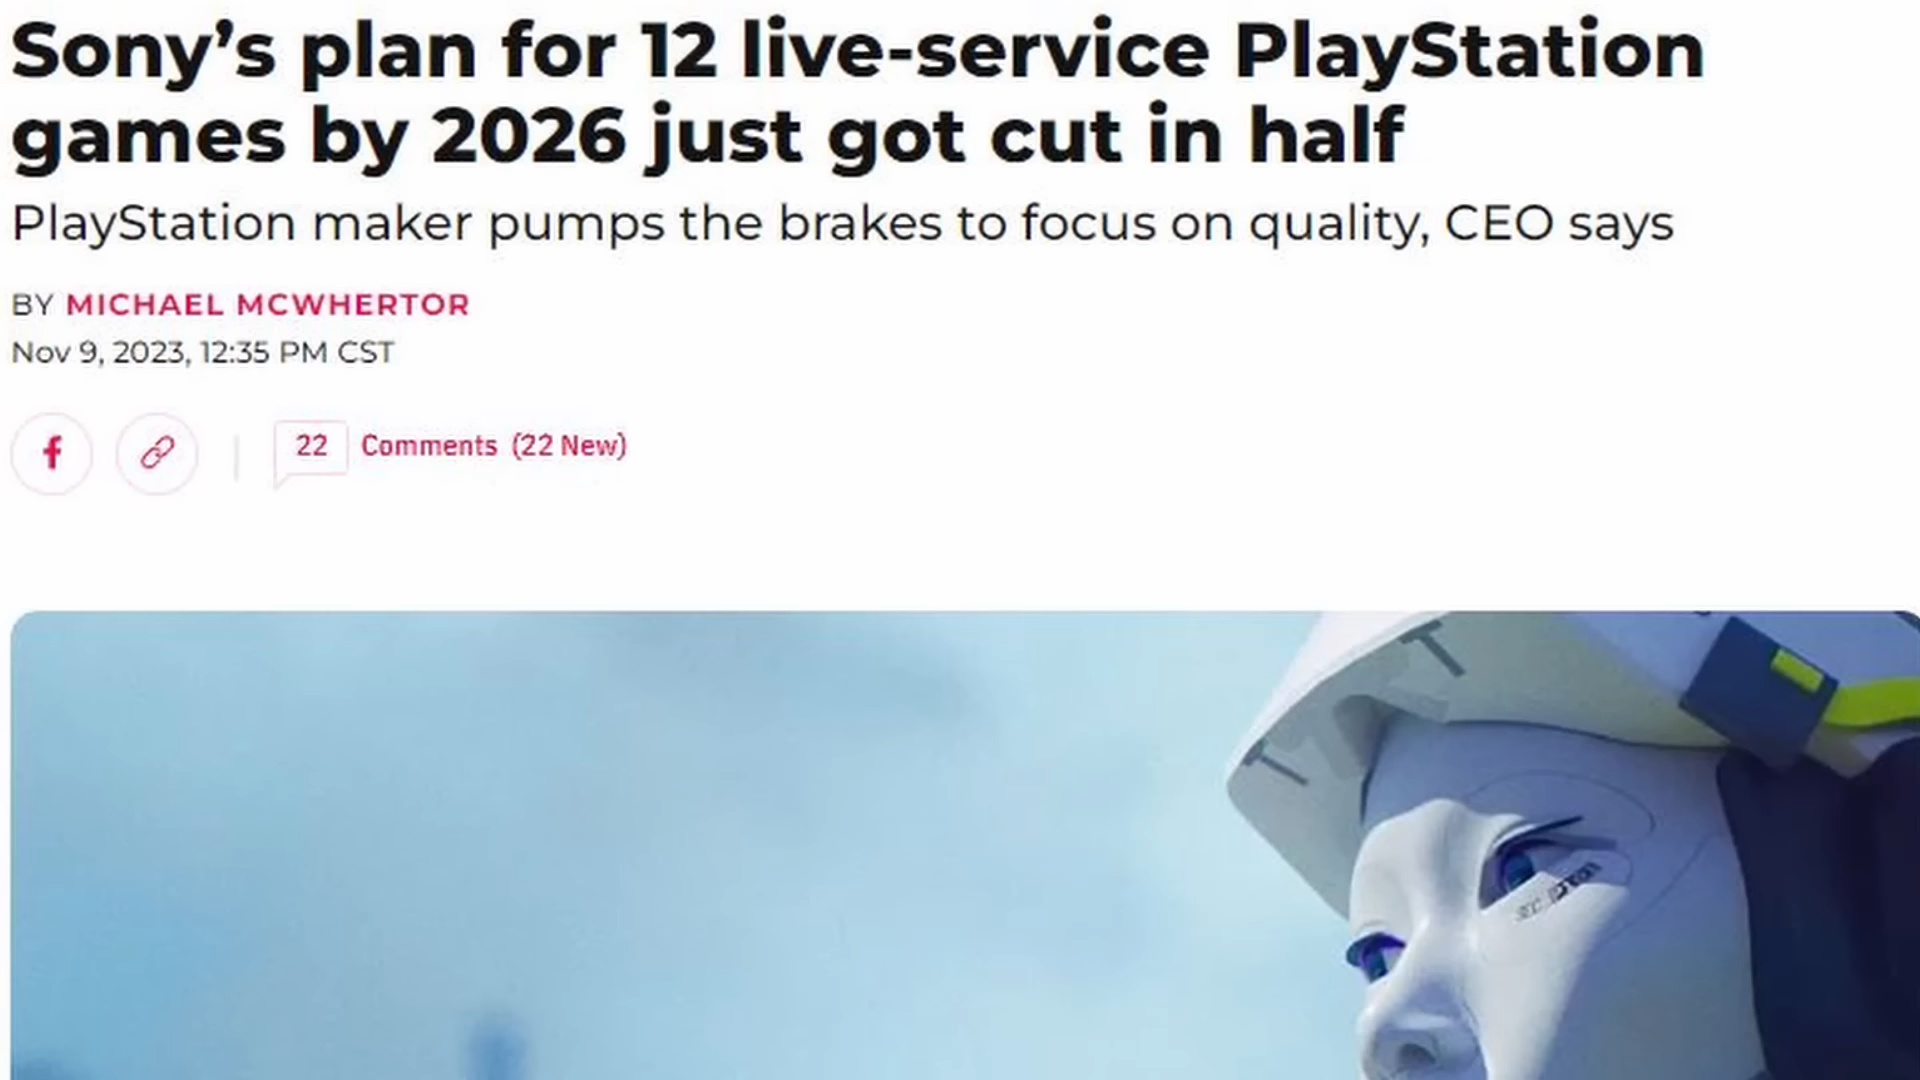 Sony’s plan for 12 live-service PlayStation
games by 2026 just got cut in half
PlayStation maker pumps the brakes to focus on quality, CEO says
BY MICHAEL MCWHERTOR
Nov 9, 2023, 12:35 PM CST
22 Comments (22 New)